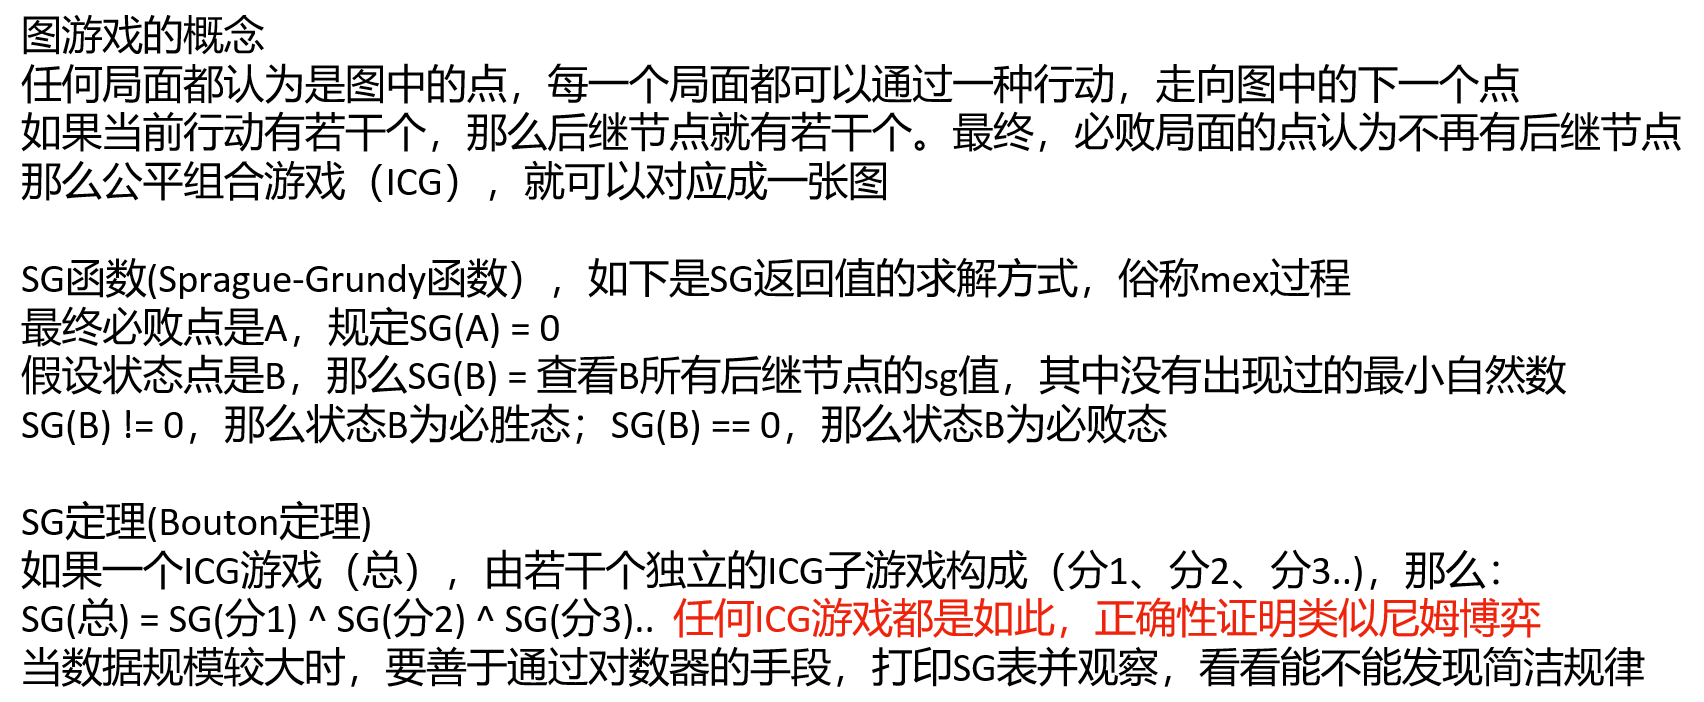 图游戏的概念
任何局面都认为是图中的点，每一个局面都可以通过一种行动，走向图中的下一个点
如果当前行动有若干个，那么后继节点就有若干个。最终，必败局面的点认为不再有后继节点
那么公平组合游戏（ICG），就可以对应成一张图
SG函数(Sprague-Grundy函数），如下是SG返回值的求解方式，俗称mex过程
最终必败点是A，规定SG(A) = 0
假设状态点是B，那么SG(B) = 查看B所有后继节点的sg值，其中没有出现过的最小自然数
SG(B) != 0，那么状态B为必胜态；SG(B) == 0，那么状态B为必败态
SG定理(Bouton定理)
如果一个ICG游戏（总），由若干个独立的ICG子游戏构成（分1、分2、分3..)，那么：
SG(总) = SG(分1) ^ SG(分2) ^ SG(分3).. 任何ICG游戏都是如此，正确性证明类似尼姆博弈
当数据规模较大时，要善于通过对数器的手段，打印SG表并观察，看看能不能发现简洁规律